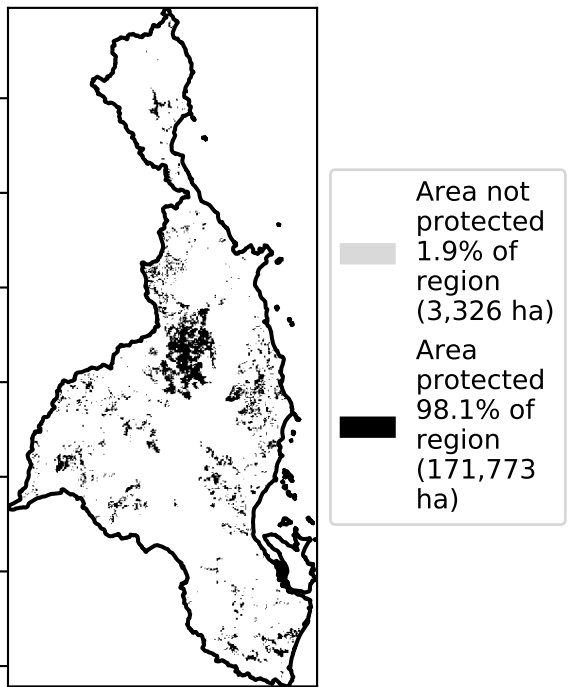 Area not
protected
1.9% of
region
(3,326 ha)
Area
protected
98.1% of
region
(171,773
ha)